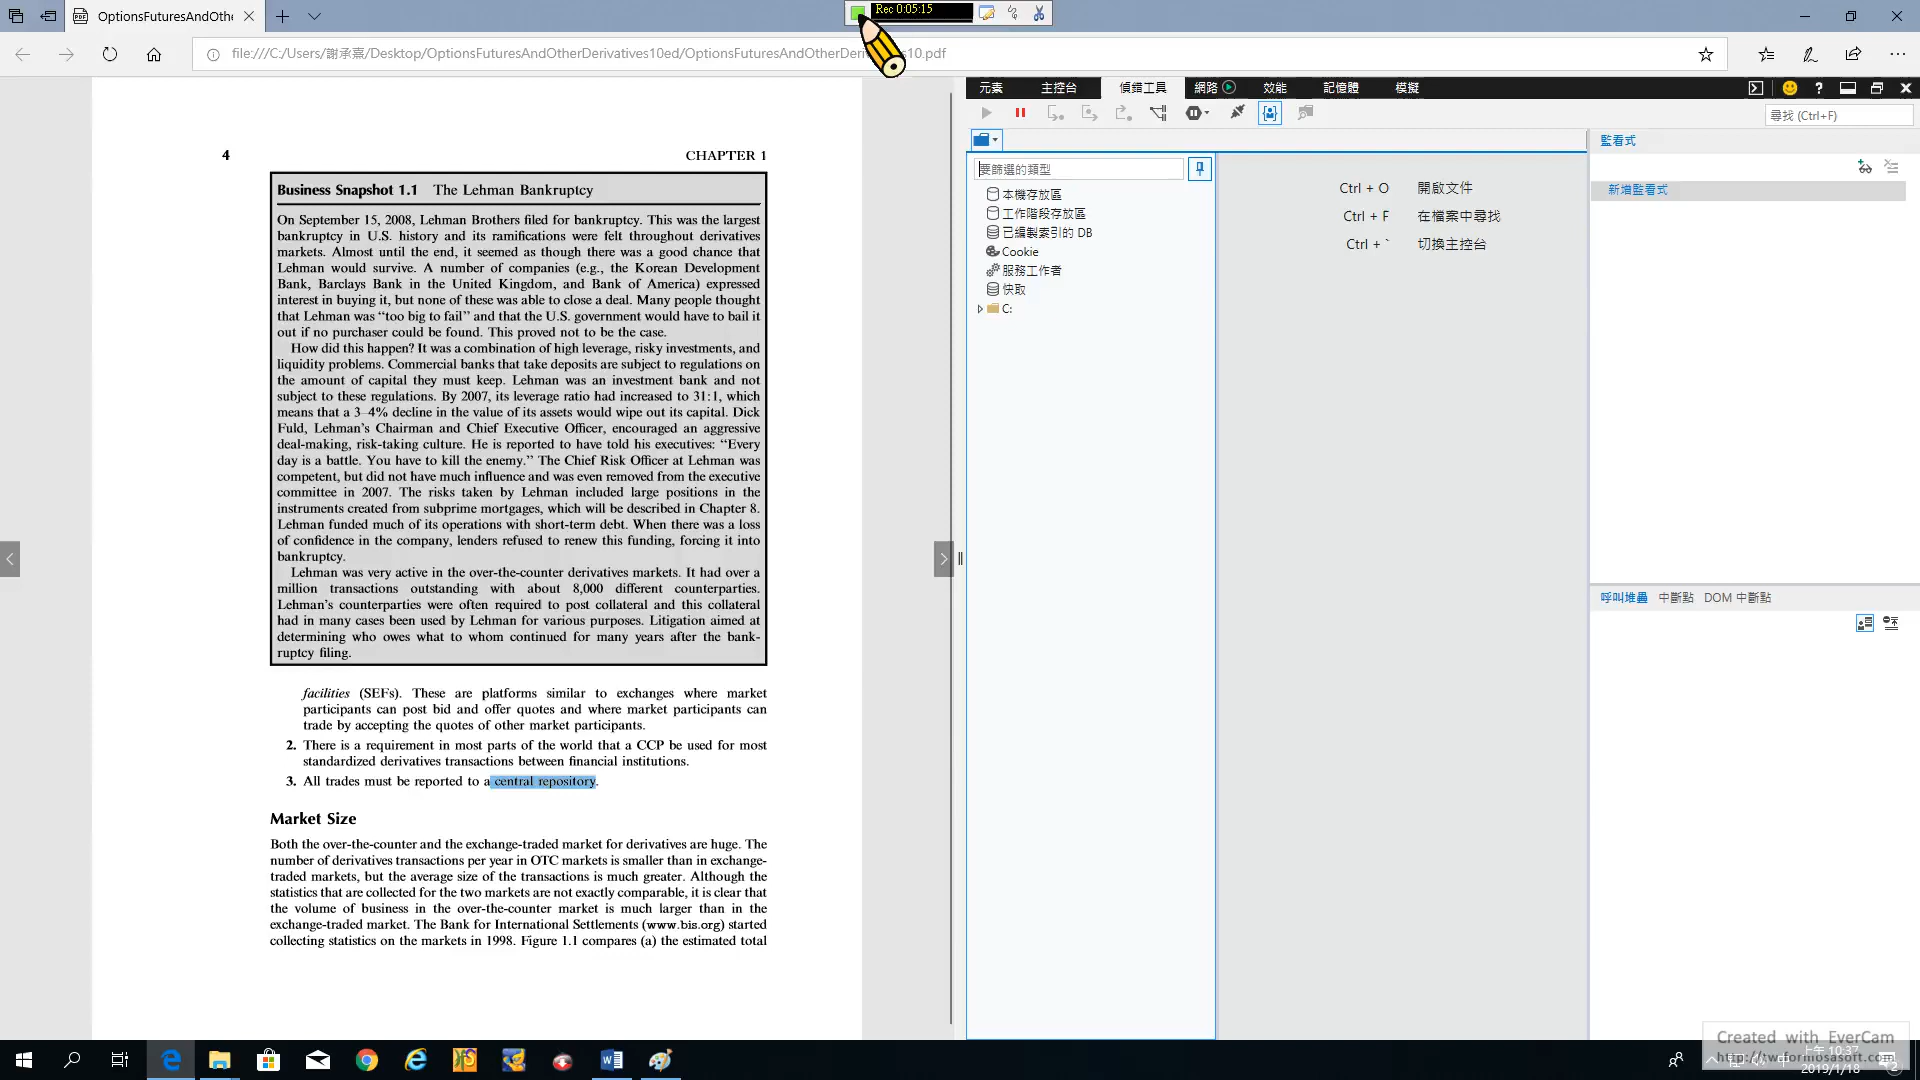 OptionsFuturesAndOthe
Rec 0:05:15
file:///C:/Users/謝承熹/Desktop/OptionsFuturesAndOtherDerivatives10ed/OptionsFuturesAndOtherDeri
s10.pdf
元素 主控台 偵錯工具 網路 效能 記憶體 模擬
尋找 (Ctrl+F)
要篩選的類型
本機存放區
工作階段存放區
已編製索引的 DB
Cookie
服務工作者
快取
C:
Ctrl + O 開啟文件
Ctrl + F 在檔案中尋找
Ctrl + ` 切換主控台
監看式
新增監看式
呼叫堆疊 中斷點 DOM 中斷點
4 CHAPTER 1
Business Snapshot 1.1 The Lehman Bankruptcy
On September 15, 2008, Lehman Brothers filed for bankruptcy. This was the largest
bankruptcy in U.S. history and its ramifications were felt throughout derivatives
markets. Almost until the end, it seemed as though there was a good chance that
Lehman would survive. A number of companies (e.g., the Korean Development
Bank, Barclays Bank in the United Kingdom, and Bank of America) expressed
interest in buying it, but none of these was able to close a deal. Many people thought
that Lehman was “too big to fail” and that the U.S. government would have to bail it
out if no purchaser could be found. This proved not to be the case.
How did this happen? It was a combination of high leverage, risky investments, and
liquidity problems. Commercial banks that take deposits are subject to regulations on
the amount of capital they must keep. Lehman was an investment bank and not
subject to these regulations. By 2007, its leverage ratio had increased to 31:1, which
means that a 3–4% decline in the value of its assets would wipe out its capital. Dick
Fuld, Lehman’s Chairman and Chief Executive Officer, encouraged an aggressive
deal-making, risk-taking culture. He is reported to have told his executives: “Every
day is a battle. You have to kill the enemy.” The Chief Risk Officer at Lehman was
competent, but did not have much influence and was even removed from the executive
committee in 2007. The risks taken by Lehman included large positions in the
instruments created from subprime mortgages, which will be described in Chapter 8.
Lehman funded much of its operations with short-term debt. When there was a loss
of confidence in the company, lenders refused to renew this funding, forcing it into
bankruptcy.
Lehman was very active in the over-the-counter derivatives markets. It had over a
million transactions outstanding with about 8,000 different counterparties.
Lehman’s counterparties were often required to post collateral and this collateral
had in many cases been used by Lehman for various purposes. Litigation aimed at
determining who owes what to whom continued for many years after the bank-
ruptcy filing.
facilities (SEFs). These are platforms similar to exchanges where market
participants can post bid and offer quotes and where market participants can
trade by accepting the quotes of other market participants.
2. There is a requirement in most parts of the world that a CCP be used for most
standardized derivatives transactions between financial institutions.
3. All trades must be reported to a central repository.
Market Size
Both the over-the-counter and the exchange-traded market for derivatives are huge. The
number of derivatives transactions per year in OTC markets is smaller than in exchange-
traded markets, but the average size of the transactions is much greater. Although the
statistics that are collected for the two markets are not exactly comparable, it is clear that
the volume of business in the over-the-counter market is much larger than in the
exchange-traded market. The Bank for International Settlements (www.bis.org) started
collecting statistics on the markets in 1998. Figure 1.1 compares (a) the estimated total
Created with EverCam
http://tw.formosasoft.com
上午 10:37
2019/1/18